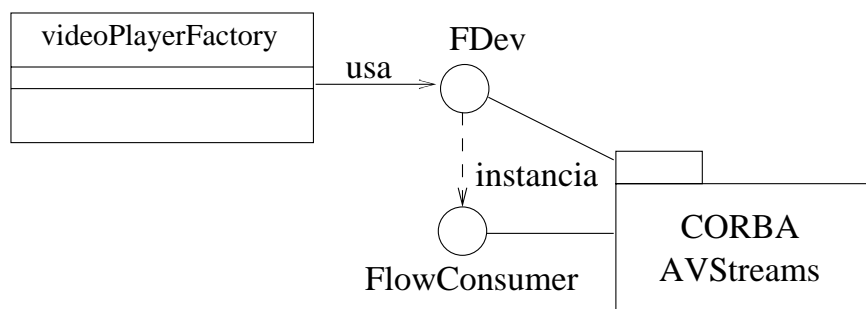 videoPlayerFactory
FDev
usa
instancia
FlowConsumer
CORBA
AVStreams